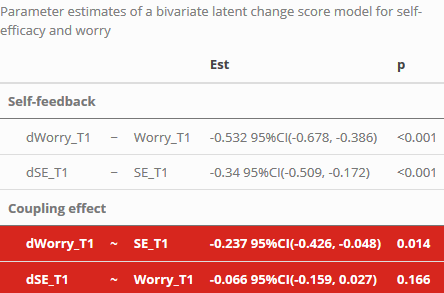 Parameter estimates of a bivariate latent change score model for self-
efficacy and worry
Est p
Self-feedback
dWorry_T1 ~ Worry_T1 -0.532 95%CI(-0.678, -0.386) <0.001
dSE_T1 ~ SE_T1 -0.34 95%CI(-0.509, -0.172) <0.001
Coupling effect
dWorry_T1 ~ SE_T1 -0.237 95%CI(-0.426, -0.048) 0.014
dSE_T1 ~ Worry_T1 -0.066 95%CI(-0.159, 0.027) 0.166